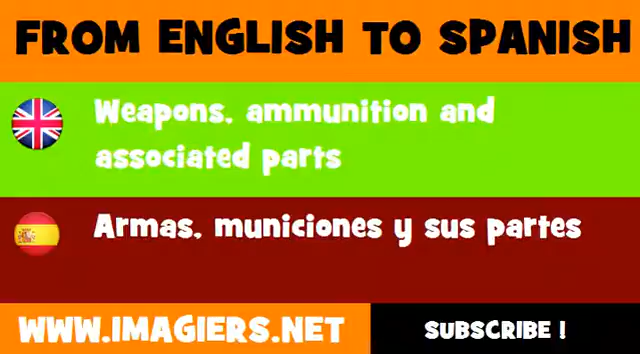 FROM ENGLISH TO SPANISH
Weapons, ammunition and
associated parts
Armas, municiones y sus partes
WWW.IMAGIERS.NET
SUBSCRIBE !